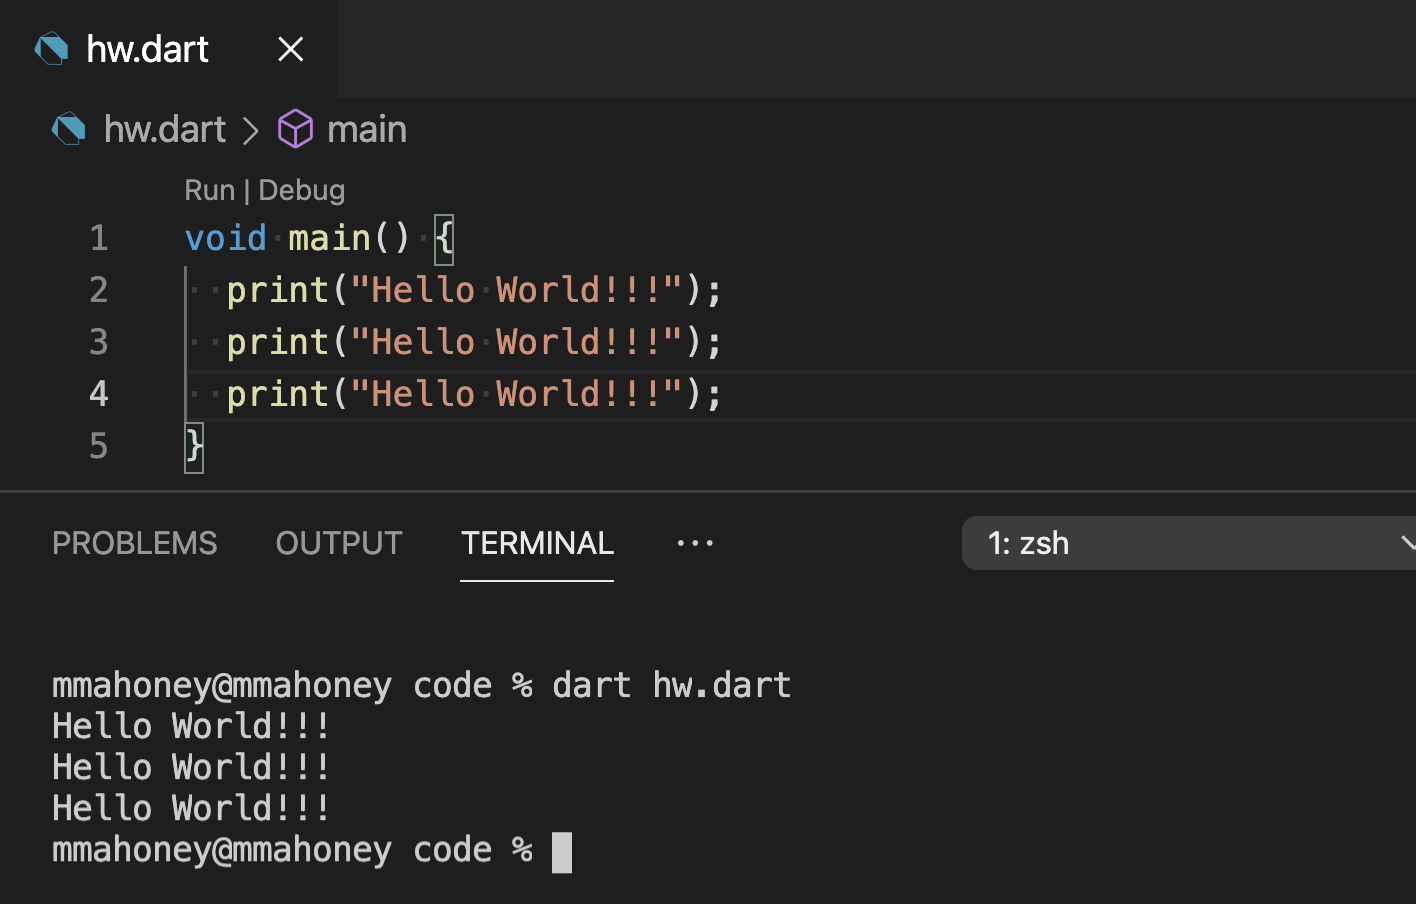 hw.dart
hw.dart > main
Run | Debug
1 void main() {
2   print("Hello World!!!");
3   print("Hello World!!!");
4   print("Hello World!!!");
5 }
PROBLEMS OUTPUT TERMINAL ... 1: zsh
mmahoney@mmahoney code % dart hw.dart
Hello World!!!
Hello World!!!
Hello World!!!
mmahoney@mmahoney code %